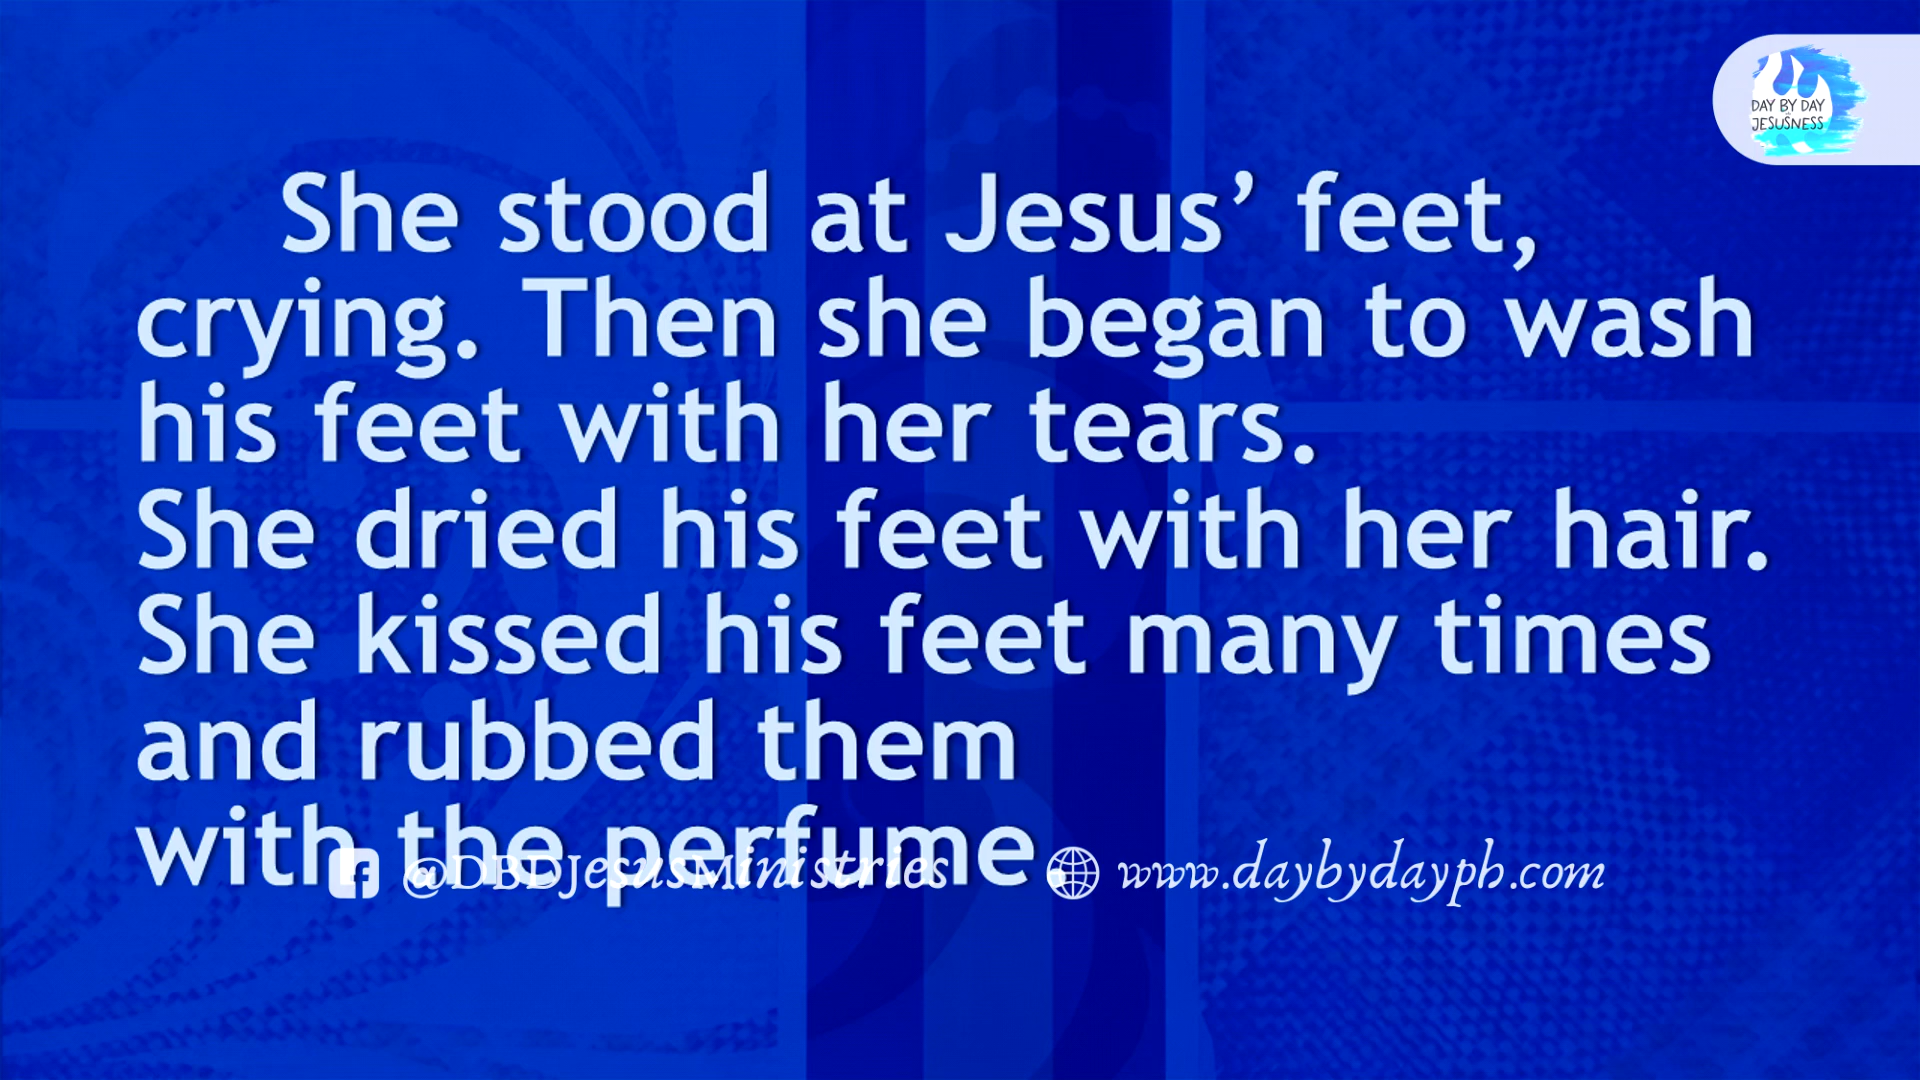 DAY BY DAY
JESUSNESS
She stood at Jesus’ feet,
crying. Then she began to wash
his feet with her tears.
She dried his feet with her hair.
She kissed his feet many times
and rubbed them
with the perfume.
@DBDJesusMinistries
www.daybydayph.com